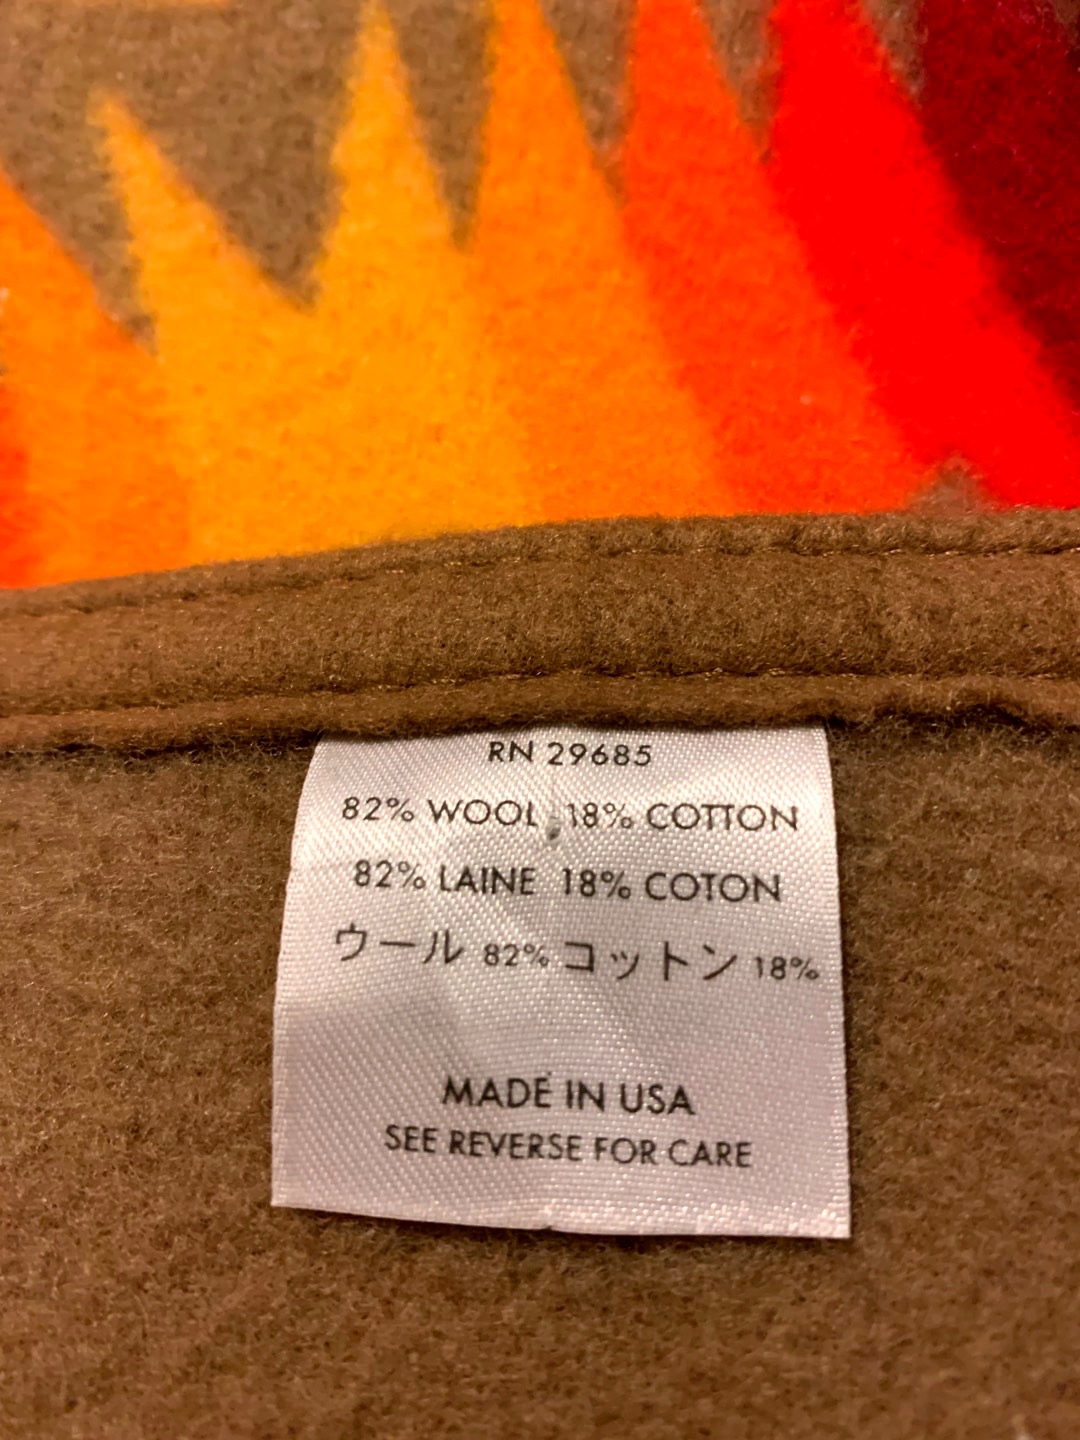 RN 29685
82% WOOL 18% COTTON
82% LAINE 18% COTON
ウール 82% コットン 18%
MADE IN USA
SEE REVERSE FOR CARE